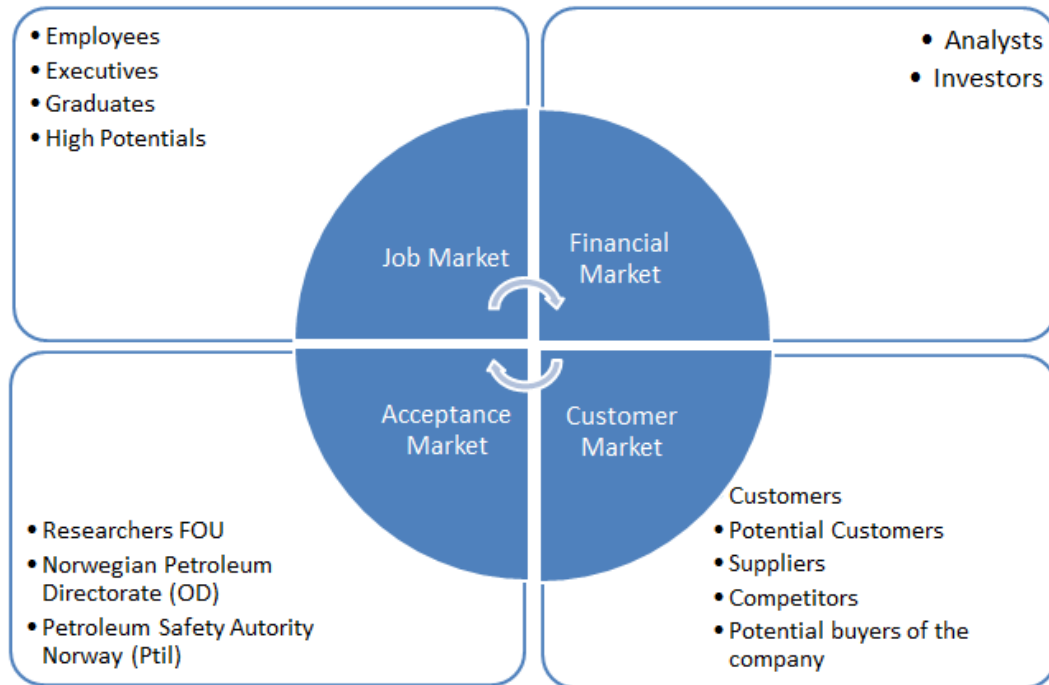 • Employees
• Executives
• Graduates
• High Potentials
• Analysts
• Investors
Job Market
Financial
Market
Acceptance
Market
Customer
Market
• Researchers FOU
• Norwegian Petroleum
Directorate (OD)
• Petroleum Safety Autority
Norway (Ptil)
Customers
• Potential Customers
• Suppliers
• Competitors
• Potential buyers of the
company